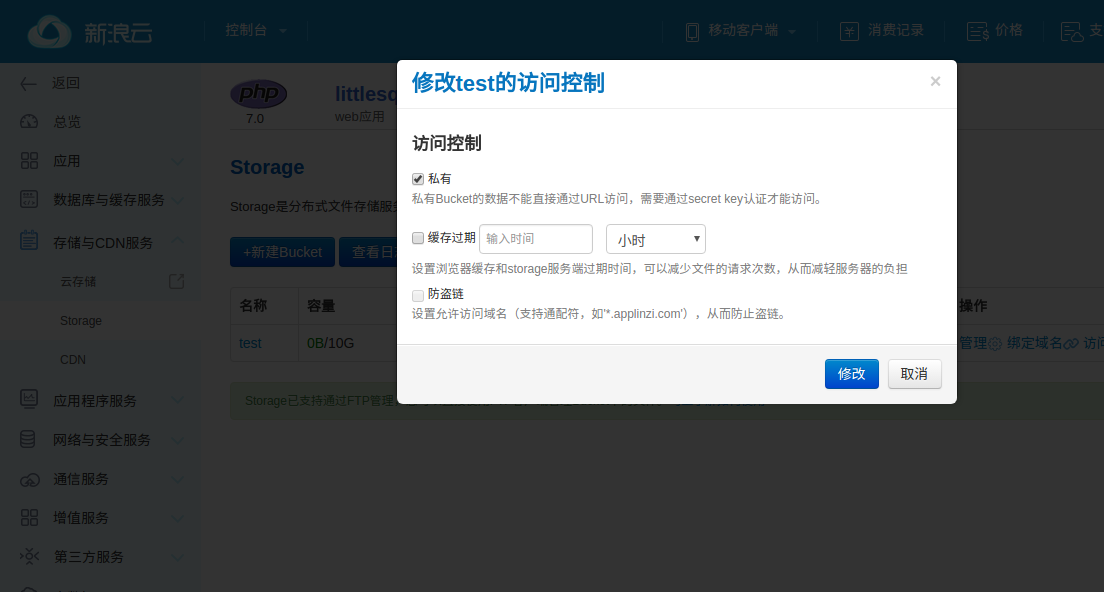 新浪云
控制台
移动客户端
消费记录
价格
支
返回
总览
应用
数据库与缓存服务
存储与CDN服务
云存储
Storage
CDN
应用程序服务
网络与安全服务
通信服务
增值服务
第三方服务
php
7.0
littlesq
web应用
Storage
Storage是分布式文件存储服
+新建Bucket
查看日
名称
容量
操作
test
0B/10G
管理
绑定域名
访问
Storage已支持通过FTP管理
修改test的访问控制
×
访问控制
私有
私有Bucket的数据不能直接通过URL访问，需要通过secret key认证才能访问。
缓存过期 输入时间 小时
设置浏览器缓存和storage服务端过期时间，可以减少文件的请求次数，从而减轻服务器的负担
防盗链
设置允许访问域名（支持通配符，如'*.applinzi.com'），从而防止盗链。
修改
取消